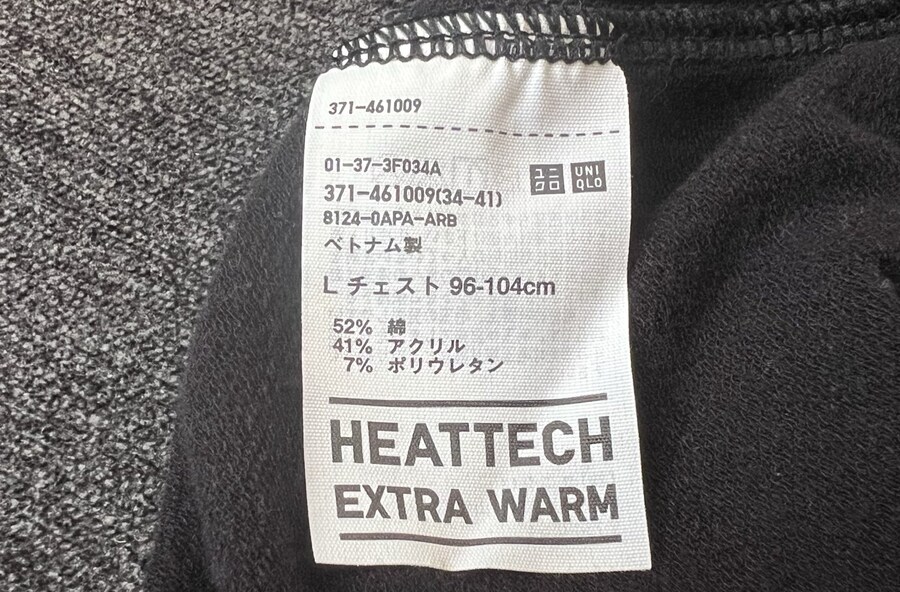 371-461009
01-37-3F034A
371-461009(34-41)
8124-0APA-ARB
ユニクロ
UNIQLO
ベトナム製
L チェスト 96-104cm
52% 綿
41% アクリル
7% ポリウレタン
HEATTECH
EXTRA WARM